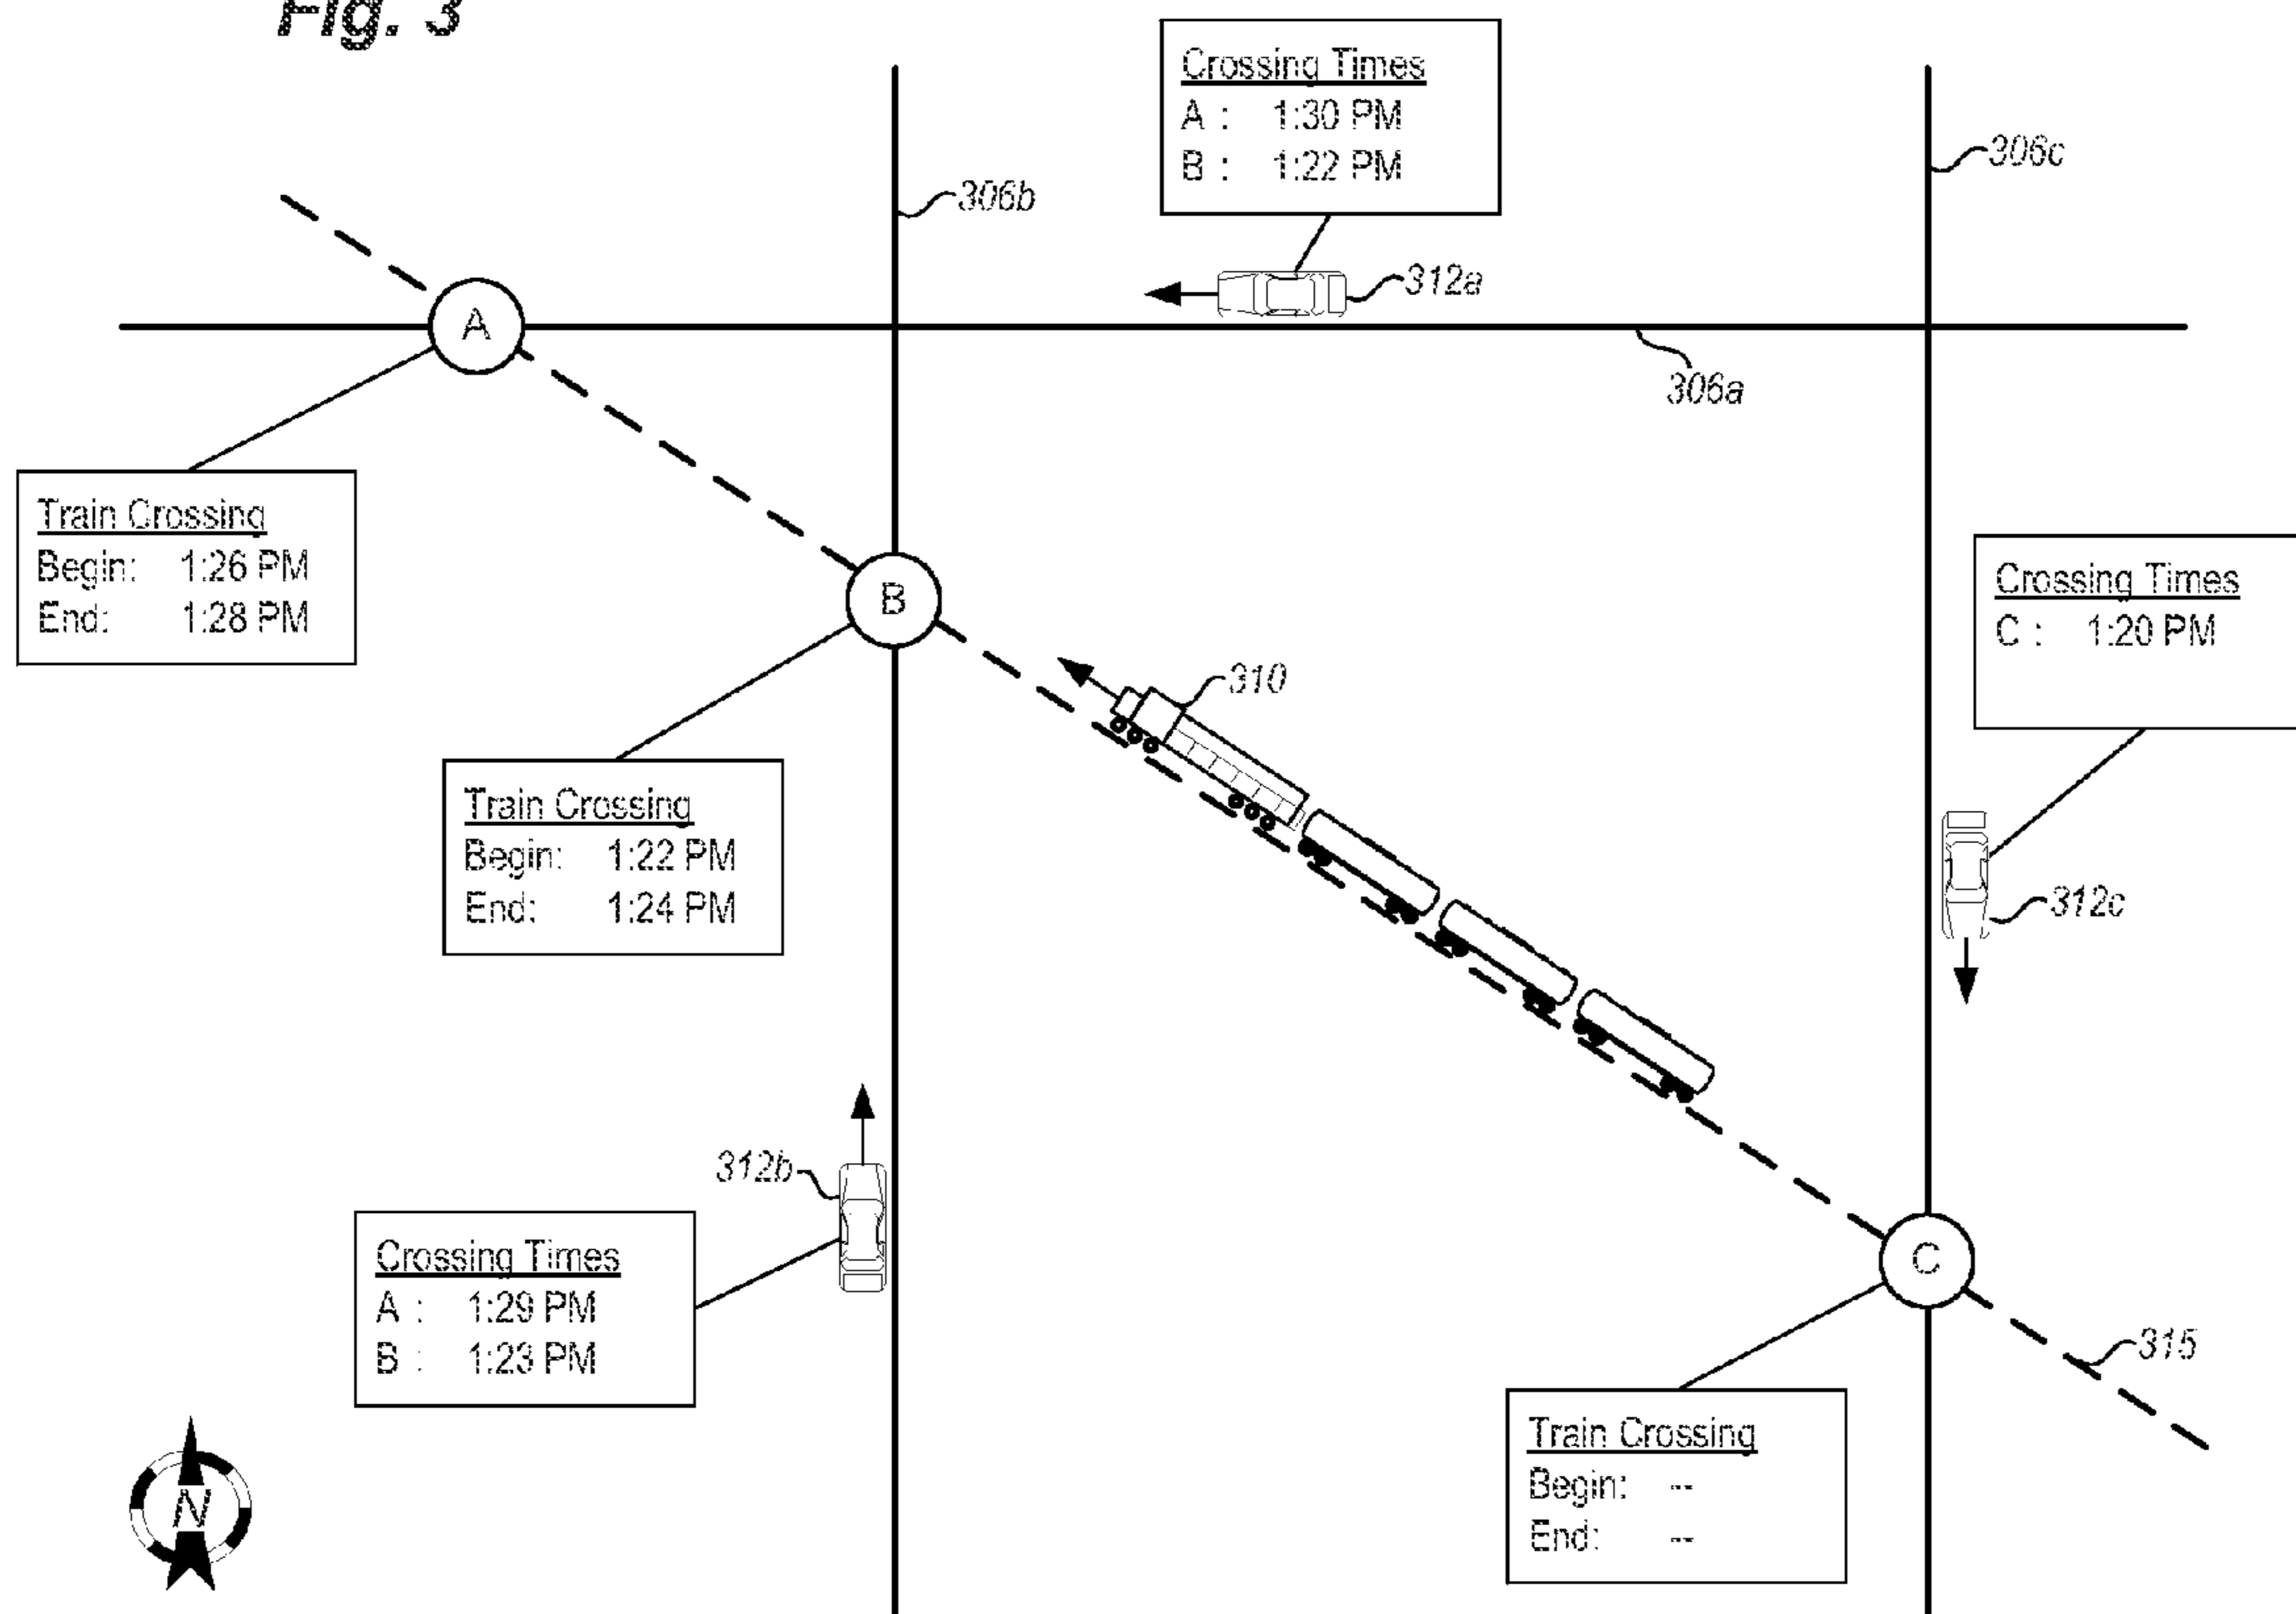 Fig. 3
Crossing Times
A : 1:30 PM
B : 1:22 PM
306c
306b
312a
A
306a
Train Crossing
Begin: 1:26 PM
End: 1:28 PM
Crossing Times
C : 1:20 PM
B
310
Train Crossing
Begin: 1:22 PM
End: 1:24 PM
312c
312b
Crossing Times
A : 1:29 PM
B : 1:23 PM
C
315
Train Crossing
Begin: --
End: --
N